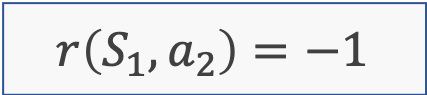 r(S₁, a₂) = −1